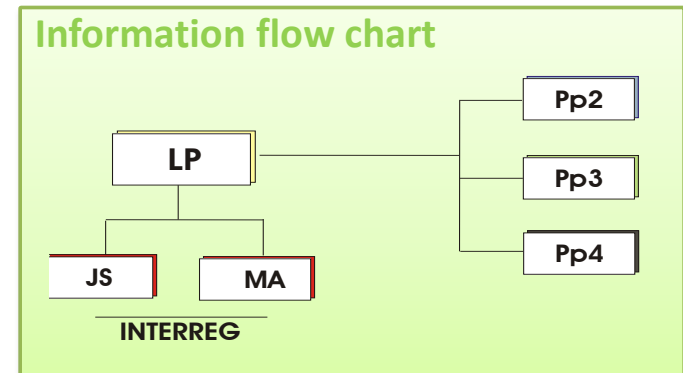 Information flow chart
Pp2
LP
Pp3
Pp4
JS
MA
INTERREG